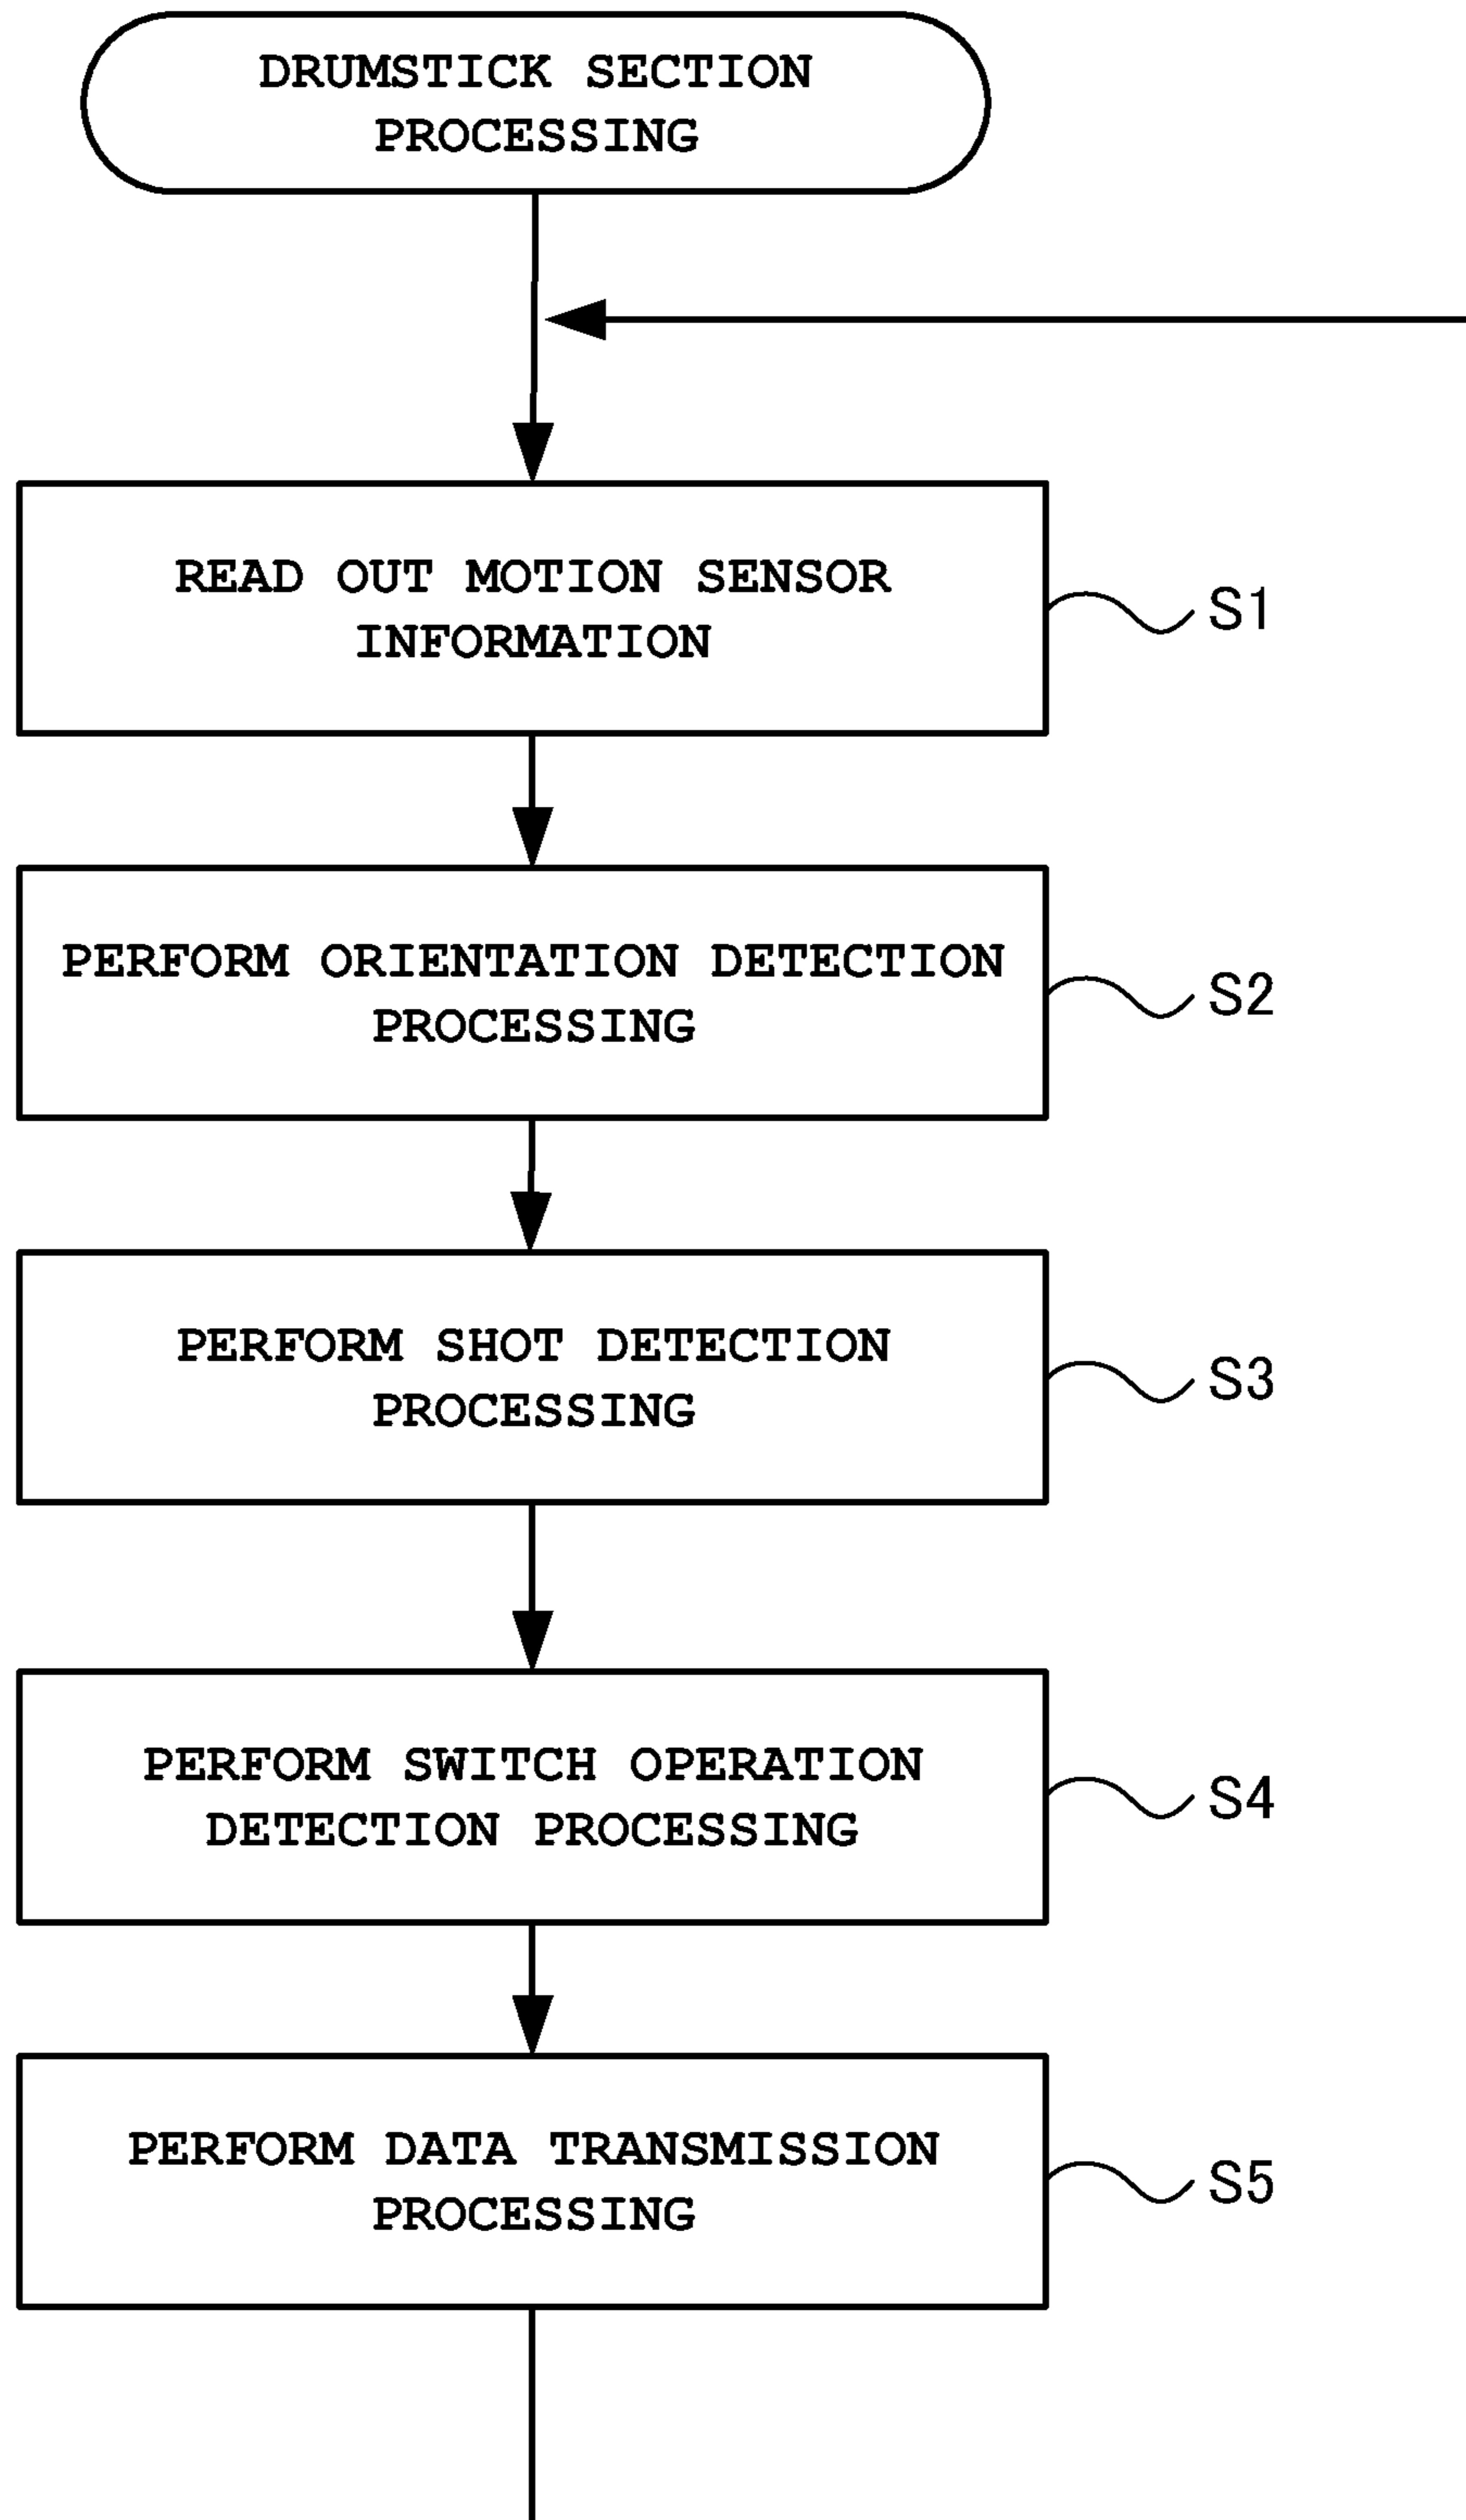 DRUMSTICK SECTION
PROCESSING
READ OUT MOTION SENSOR
INFORMATION
S1
PERFORM ORIENTATION DETECTION
PROCESSING
S2
PERFORM SHOT DETECTION
PROCESSING
S3
PERFORM SWITCH OPERATION
DETECTION PROCESSING
S4
PERFORM DATA TRANSMISSION
PROCESSING
S5